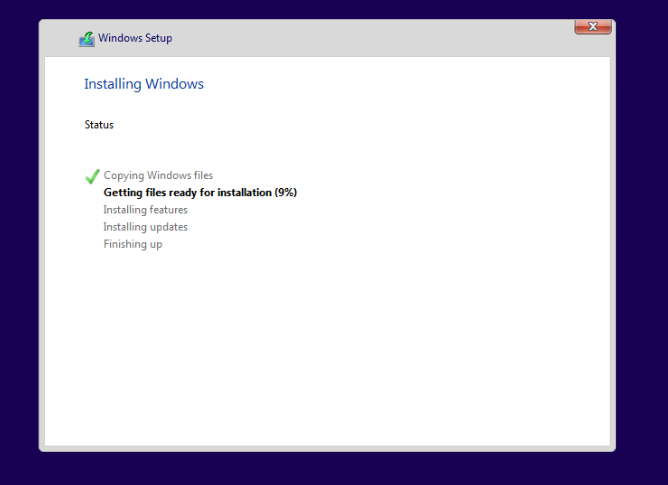 Windows Setup
Installing Windows
Status
Copying Windows files
Getting files ready for installation (9%)
Installing features
Installing updates
Finishing up